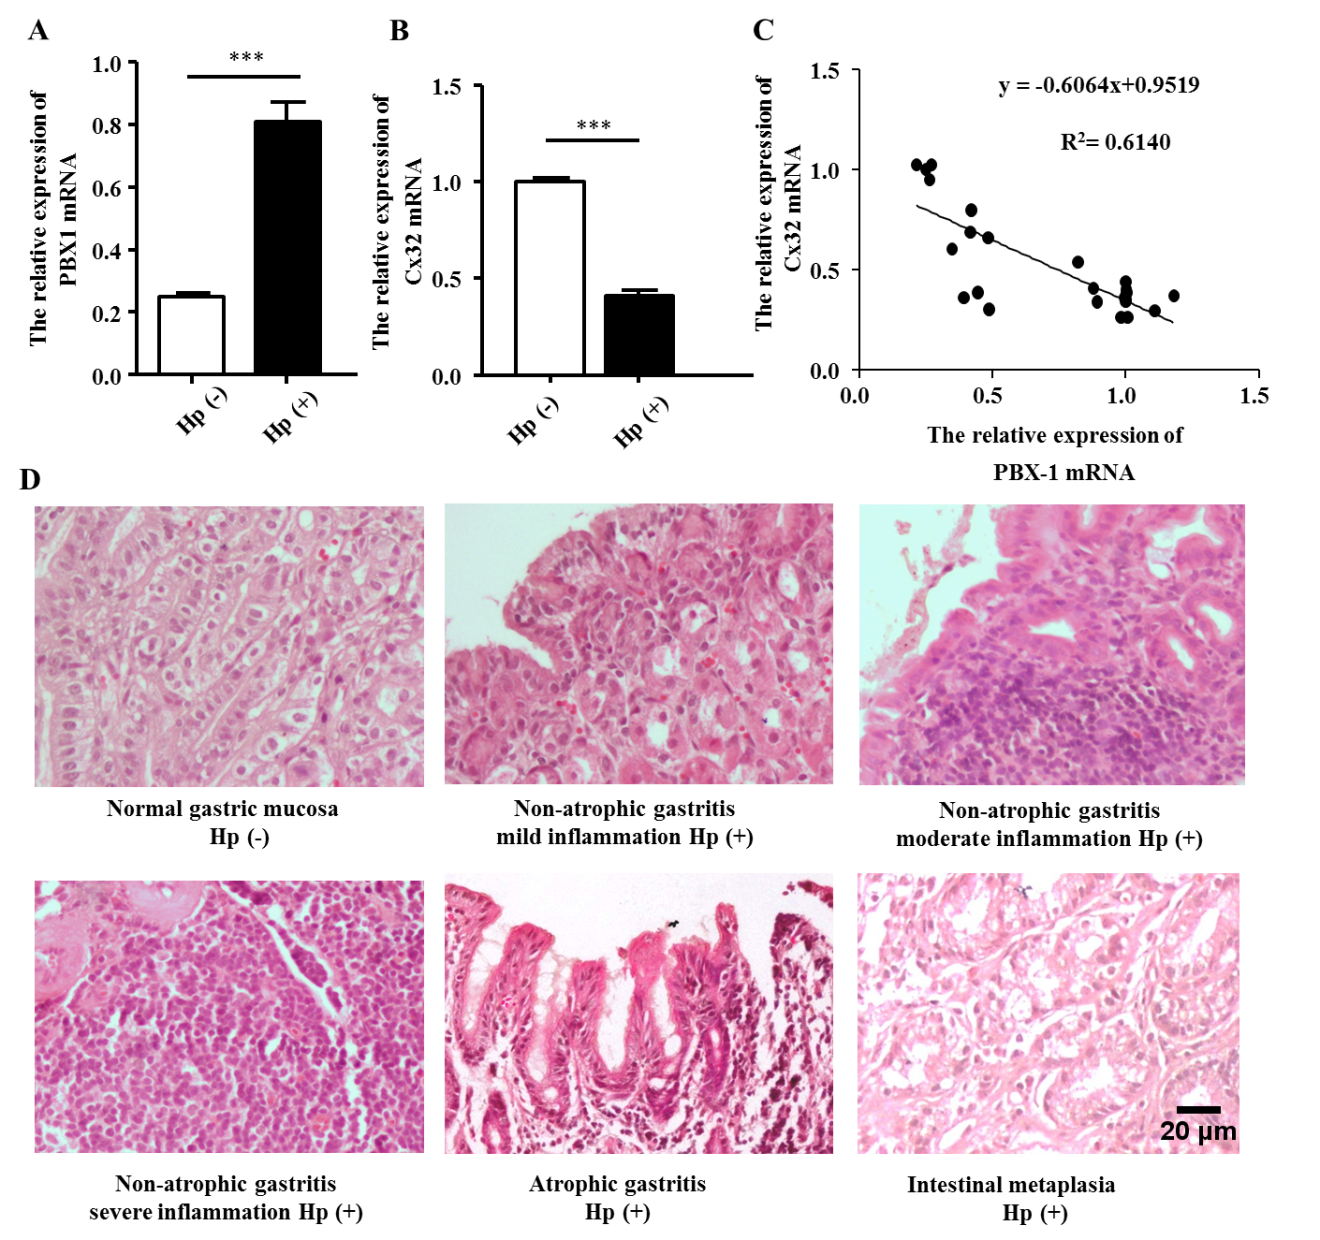 A
The relative expression of
PBX1 mRNA
1.0
0.8
0.6
0.4
0.2
0.0
***
Hp (-)
Hp (+)
B
The relative expression of
Cx32 mRNA
1.5
1.0
0.5
0.0
***
Hp (-)
Hp (+)
C
The relative expression of
Cx32 mRNA
1.5
1.0
0.5
0.0
y = -0.6064x+0.9519
R²= 0.6140
0.0 0.5 1.0 1.5
The relative expression of
PBX-1 mRNA
D
Normal gastric mucosa
Hp (-)
Non-atrophic gastritis
mild inflammation Hp (+)
Non-atrophic gastritis
moderate inflammation Hp (+)
Non-atrophic gastritis
severe inflammation Hp (+)
Atrophic gastritis
Hp (+)
20 μm
Intestinal metaplasia
Hp (+)